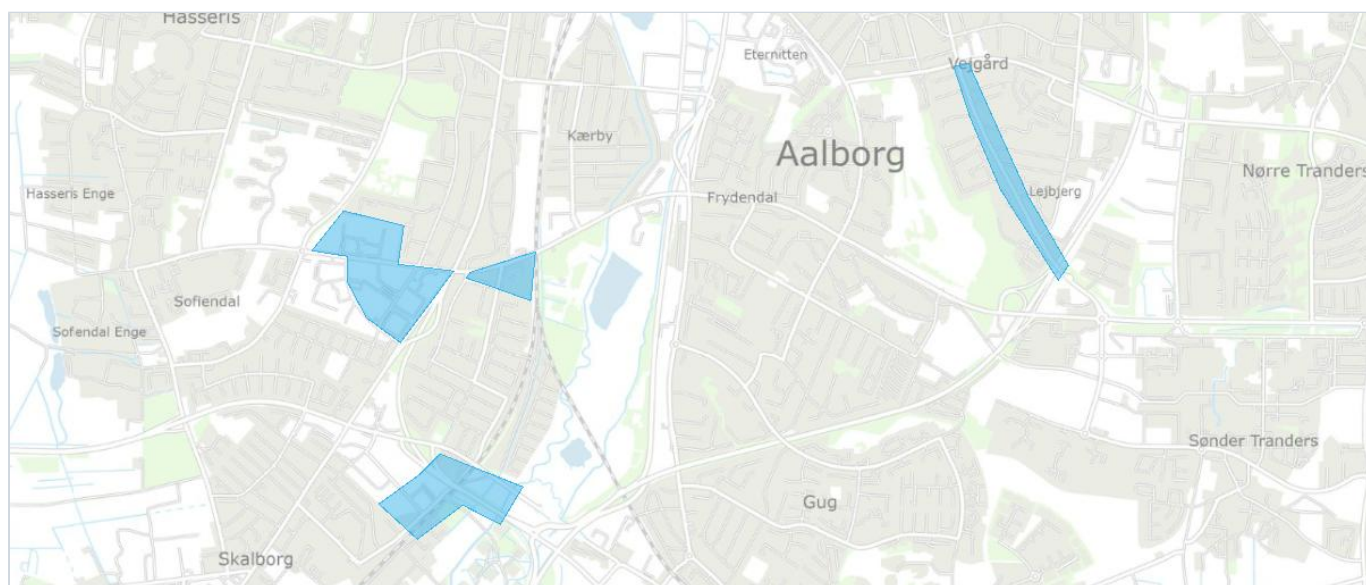 Hasseris
Eternitten
Vejgård
Kærby
Aalborg
Nørre Tranders
Hasseris Enge
Frydendal
Lejbjerg
Sofiendal
Sofendal Enge
Sønder Tranders
Gug
Skalborg